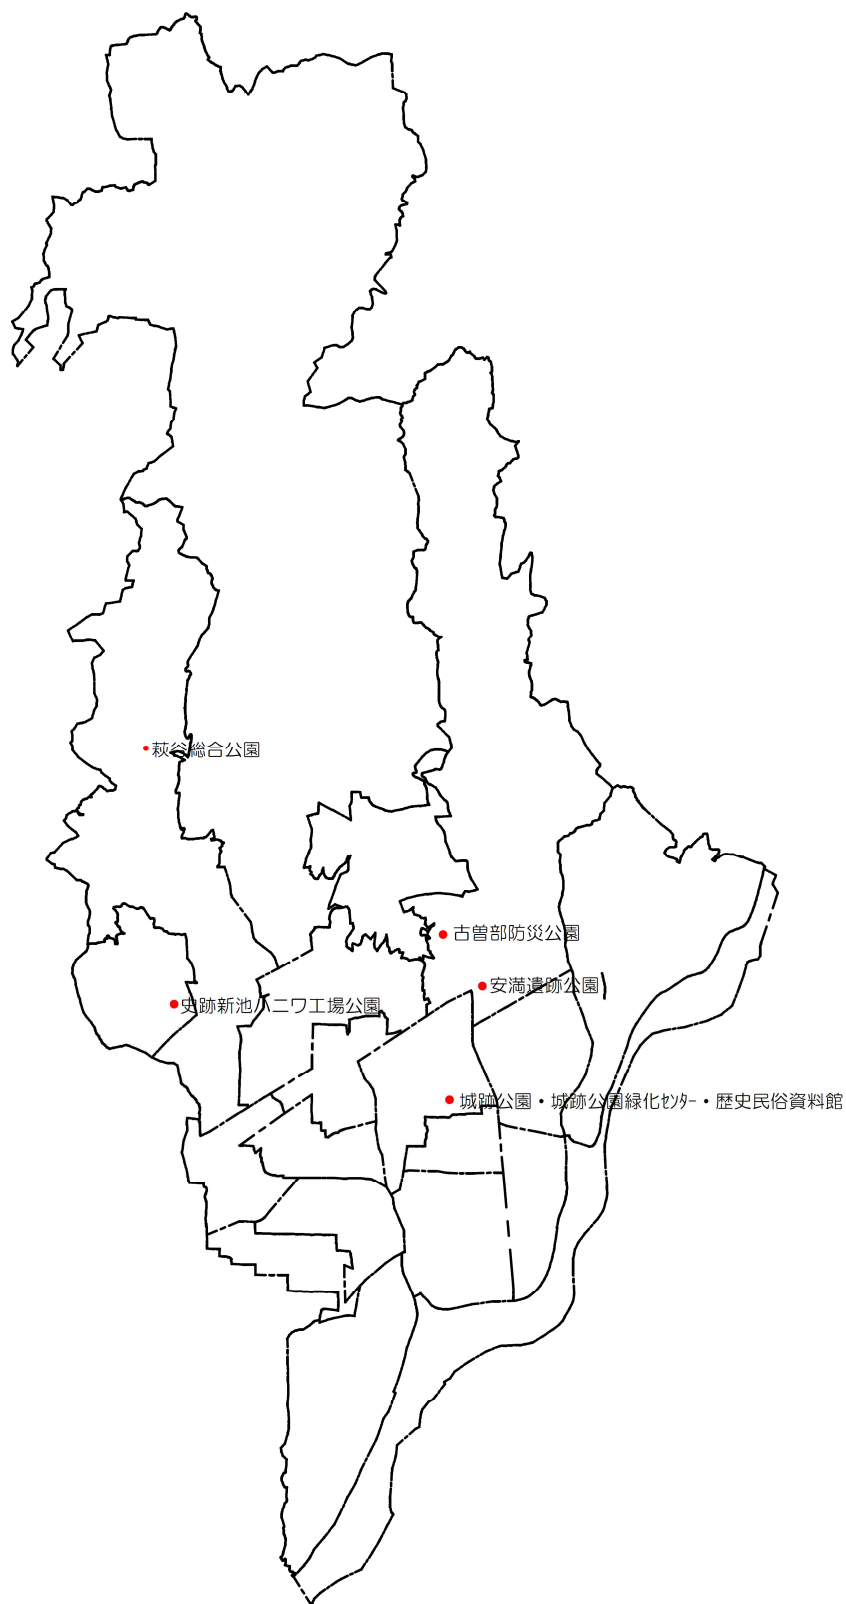 萩谷総合公園
古曽部防災公園
安満遺跡公園
史跡新池ハニワ工場公園
城跡公園・城跡公園緑化ｾﾝﾀｰ・歴史民俗資料館